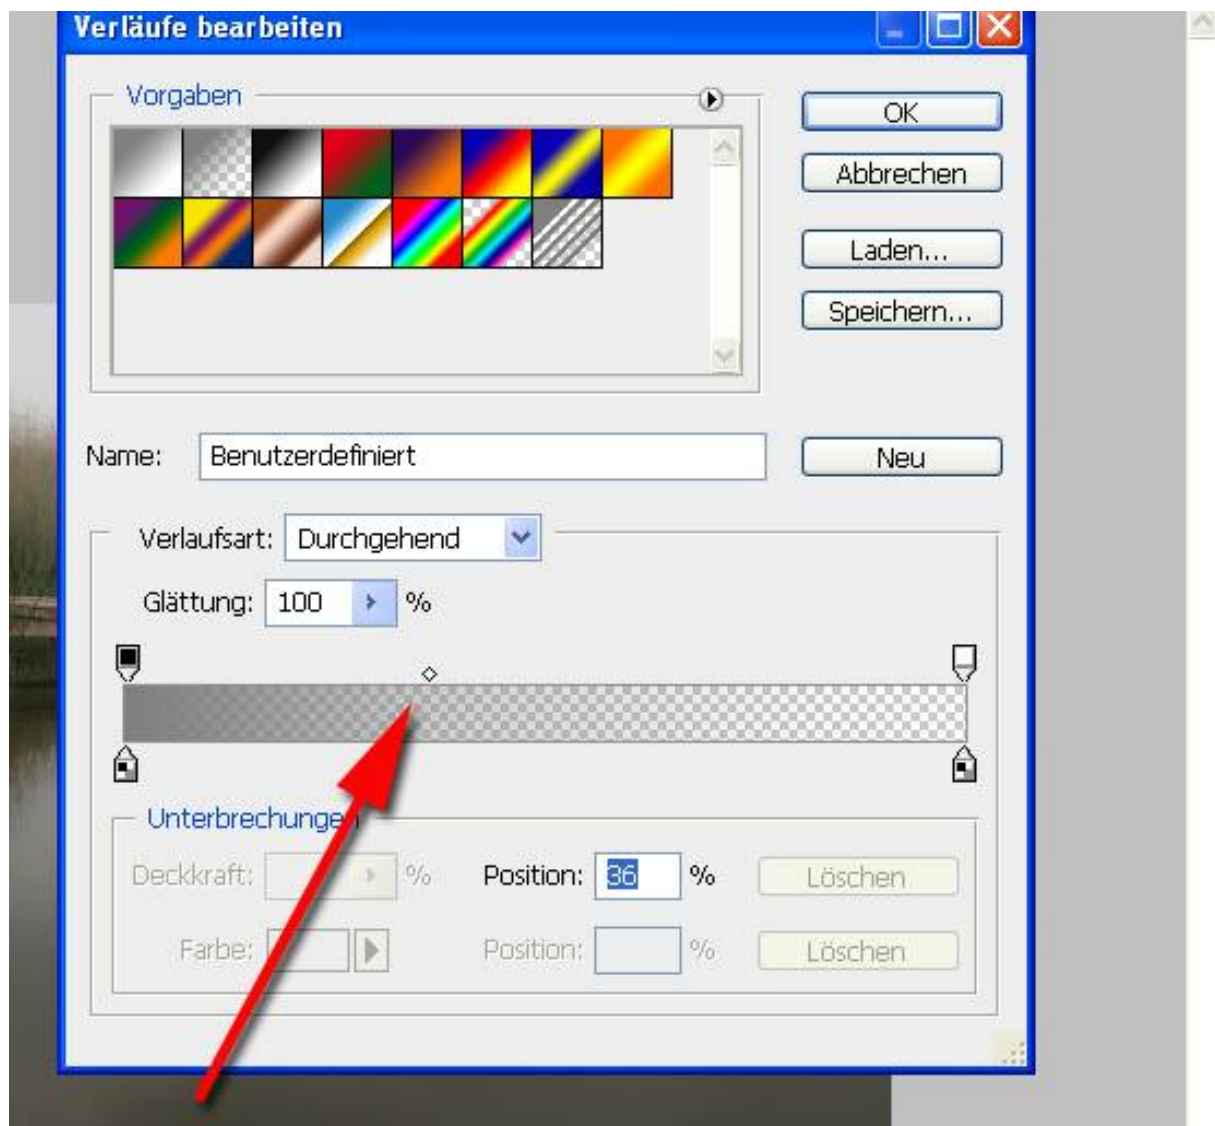 Verläufe bearbeiten
Vorgaben
OK
Abbrechen
Laden...
Speichern...
Name: Benutzerdefiniert
Neu
Verlaufsart: Durchgehend
Glättung: 100 %
Unterbrechungen
Deckkraft: % Position: 36 % Löschen
Farbe: Position: % Löschen